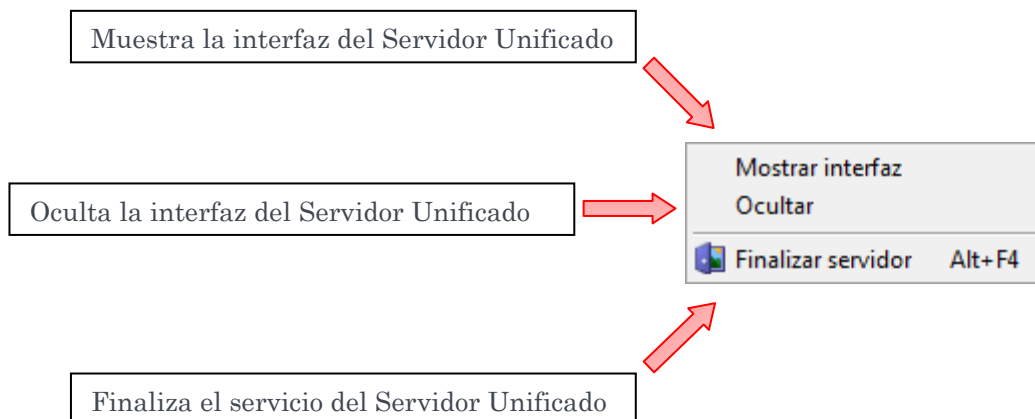 Muestra la interfaz del Servidor Unificado
Mostrar interfaz
Oculta la interfaz del Servidor Unificado
Ocultar
Finalizar servidor Alt+F4
Finaliza el servicio del Servidor Unificado